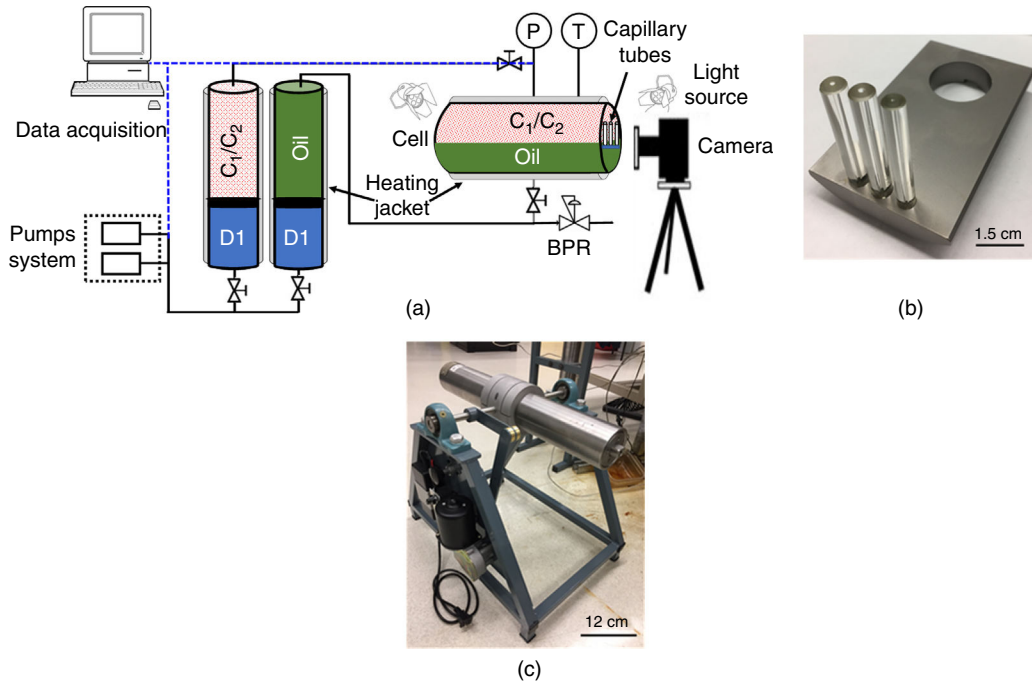 P
T
Capillary
tubes
Light
source
Data acquisition
C₁/C₂
Oil
Cell
C₁/C₂
Oil
Camera
Heating
jacket
D1
D1
BPR
Pumps
system
1.5 cm
(a)
(b)
12 cm
(c)